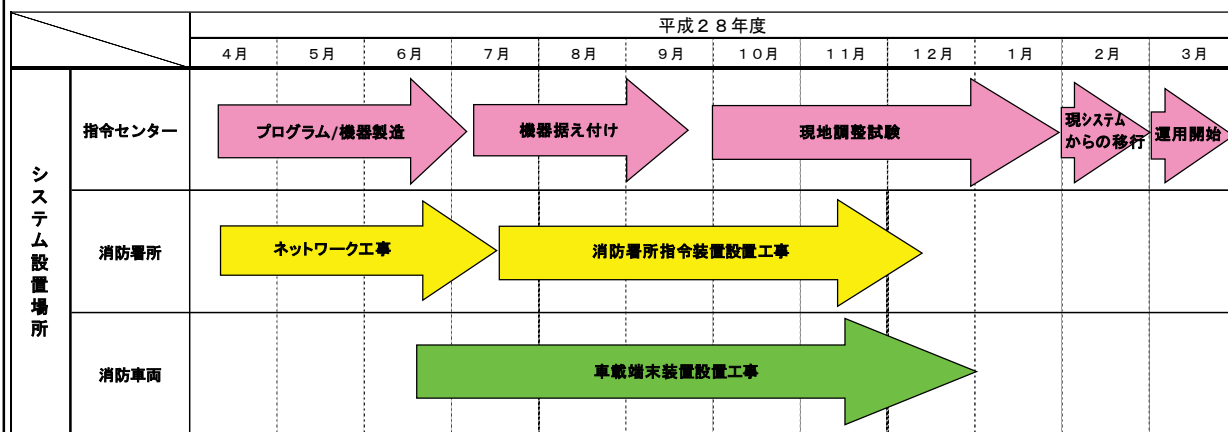 平成２８年度
４月 ５月 ６月 ７月 ８月 ９月 １０月 １１月 １２月 １月 ２月 ３月
システム設置場所
指令センター
プログラム/機器製造
機器据え付け
現地調整試験
現システム
からの移行
運用開始
消防署所
ネットワーク工事
消防署所指令装置設置工事
消防車両
車載端末装置設置工事